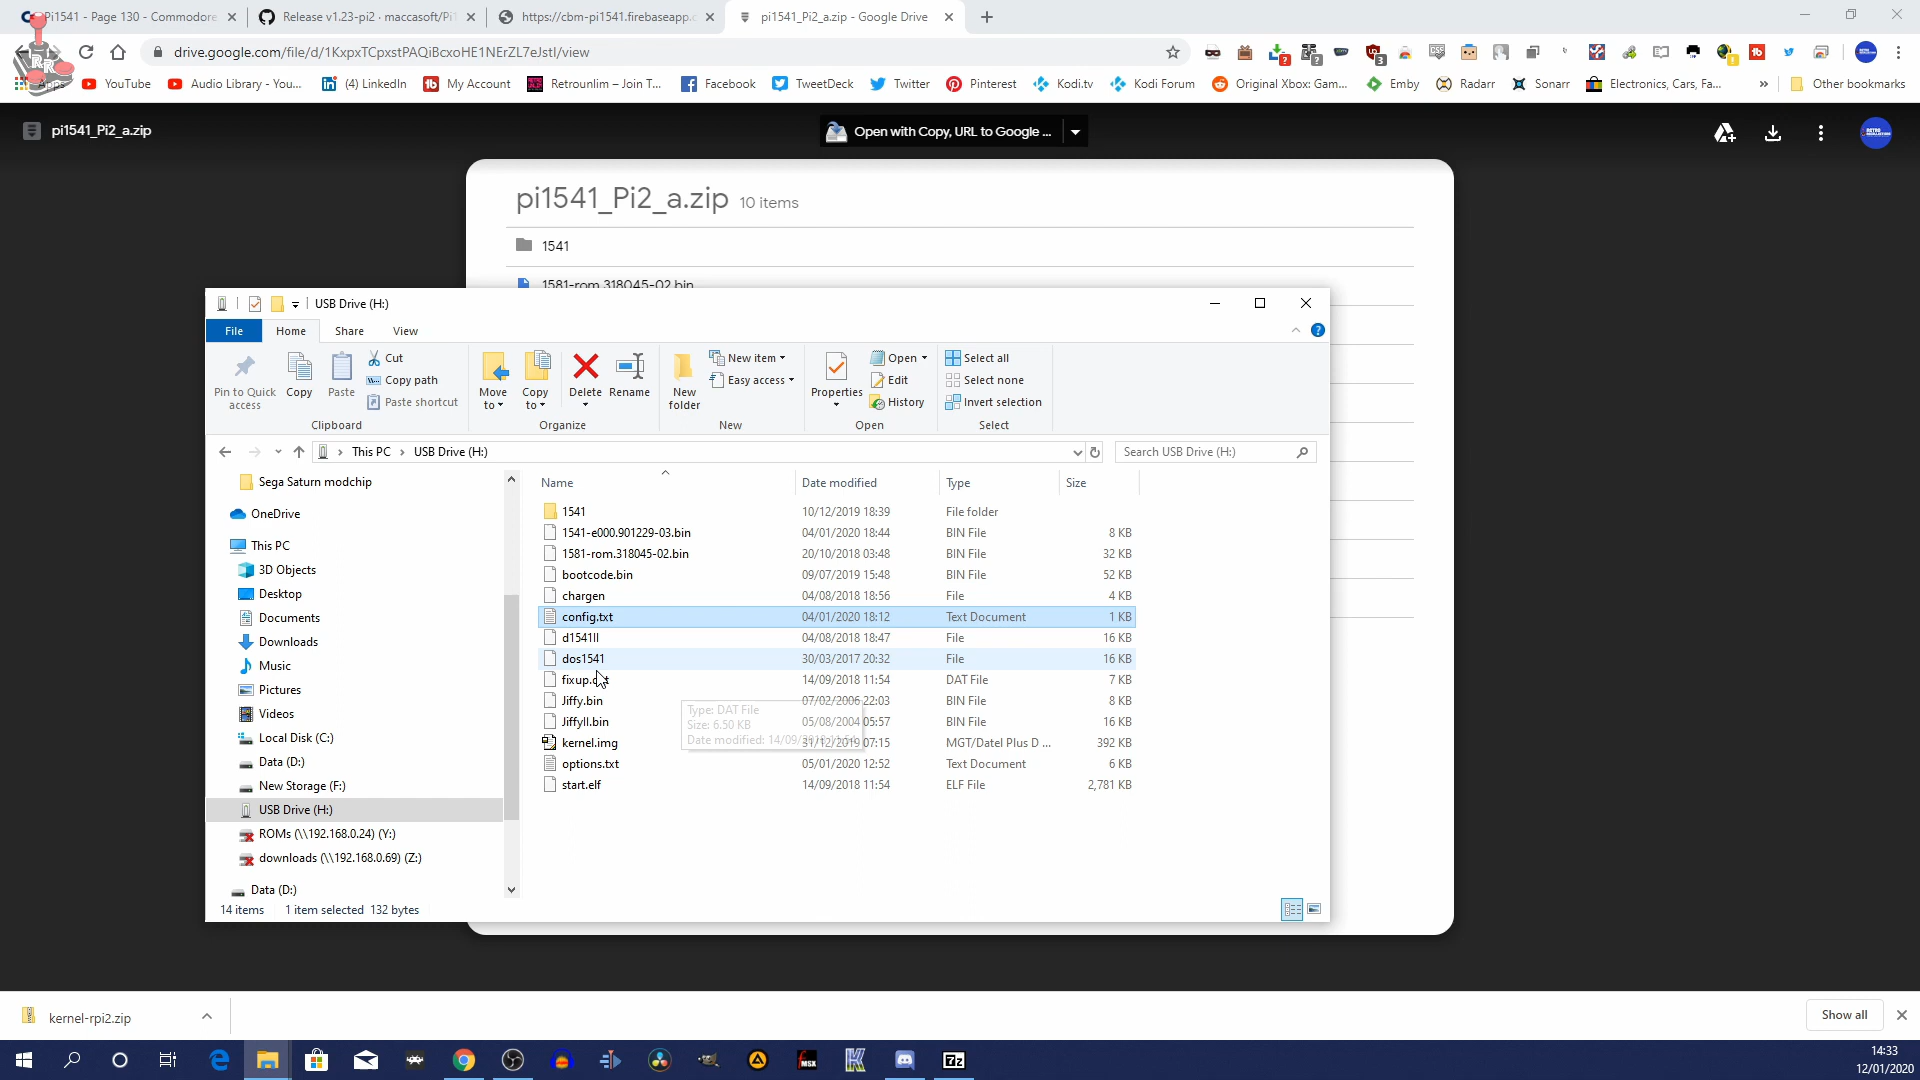 Pi1541 - Page 130 - Commodore
Release v1.23-pi2 · maccasoft/Pi1
https://cbm-pi1541.firebaseapp.c
pi1541_Pi2_a.zip - Google Drive
drive.google.com/file/d/1KxpxTCpxstPAQiBcxoHE1NErZL7eJstI/view
Apps
YouTube
Audio Library - You...
(4) LinkedIn
My Account
Retrounlim – Join T...
Facebook
TweetDeck
Twitter
Pinterest
Kodi.tv
Kodi Forum
Original Xbox: Gam...
Emby
Radarr
Sonarr
Electronics, Cars, Fa...
»
Other bookmarks
pi1541_Pi2_a.zip
Open with Copy, URL to Google ...
pi1541_Pi2_a.zip 10 items
1541
1581-rom.318045-02.bin
USB Drive (H:)
File Home Share View
Pin to Quick access
Copy
Paste
Cut
Copy path
Paste shortcut
Move to
Copy to
Delete
Rename
New folder
New item
Easy access
Properties
Open
Edit
History
Select all
Select none
Invert selection
Clipboard
Organize
New
Open
Select
This PC > USB Drive (H:)
Search USB Drive (H:)
Sega Saturn modchip
OneDrive
This PC
3D Objects
Desktop
Documents
Downloads
Music
Pictures
Videos
Local Disk (C:)
Data (D:)
New Storage (F:)
USB Drive (H:)
ROMs (\\192.168.0.24) (Y:)
downloads (\\192.168.0.69) (Z:)
Data (D:)
Name Date modified Type Size
1541 10/12/2019 18:39 File folder
1541-e000.901229-03.bin 04/01/2020 18:44 BIN File 8 KB
1581-rom.318045-02.bin 20/10/2018 03:48 BIN File 32 KB
bootcode.bin 09/07/2019 15:48 BIN File 52 KB
chargen 04/08/2018 18:56 File 4 KB
config.txt 04/01/2020 18:12 Text Document 1 KB
d1541II 04/08/2018 18:47 File 16 KB
dos1541 30/03/2017 20:32 File 16 KB
fixup.dat 14/09/2018 11:54 DAT File 7 KB
Jiffy.bin 07/02/2006 22:03 BIN File 8 KB
JiffyII.bin 05/08/2004 05:57 BIN File 16 KB
kernel.img 31/12/2019 07:15 MGT/Datel Plus D ... 392 KB
options.txt 05/01/2020 12:52 Text Document 6 KB
start.elf 14/09/2018 11:54 ELF File 2,781 KB
Type: DAT File
Size: 6.50 KB
Date modified: 14/09/2018 11:54
14 items 1 item selected 132 bytes
kernel-rpi2.zip
Show all
14:33
12/01/2020